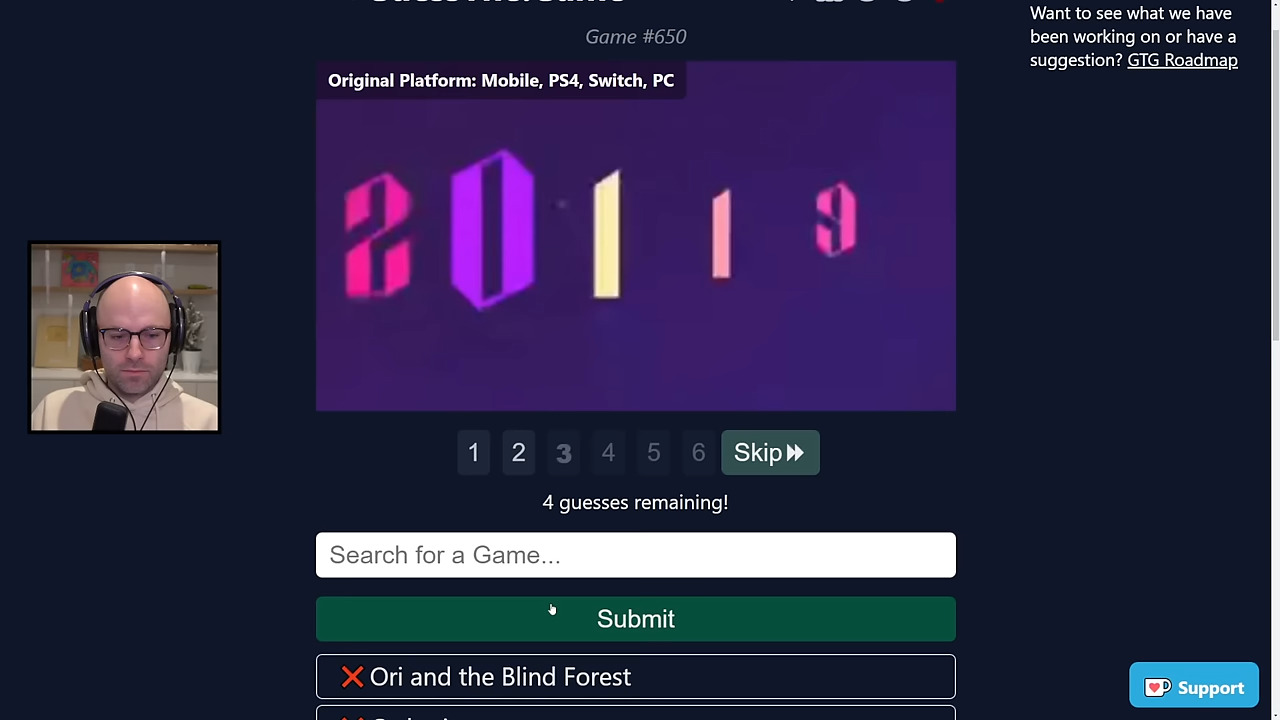 Game #650
Want to see what we have
been working on or have a
suggestion? GTG Roadmap
Original Platform: Mobile, PS4, Switch, PC
20119
1 2 3 4 5 6 Skip
4 guesses remaining!
Search for a Game...
Submit
Ori and the Blind Forest
Support